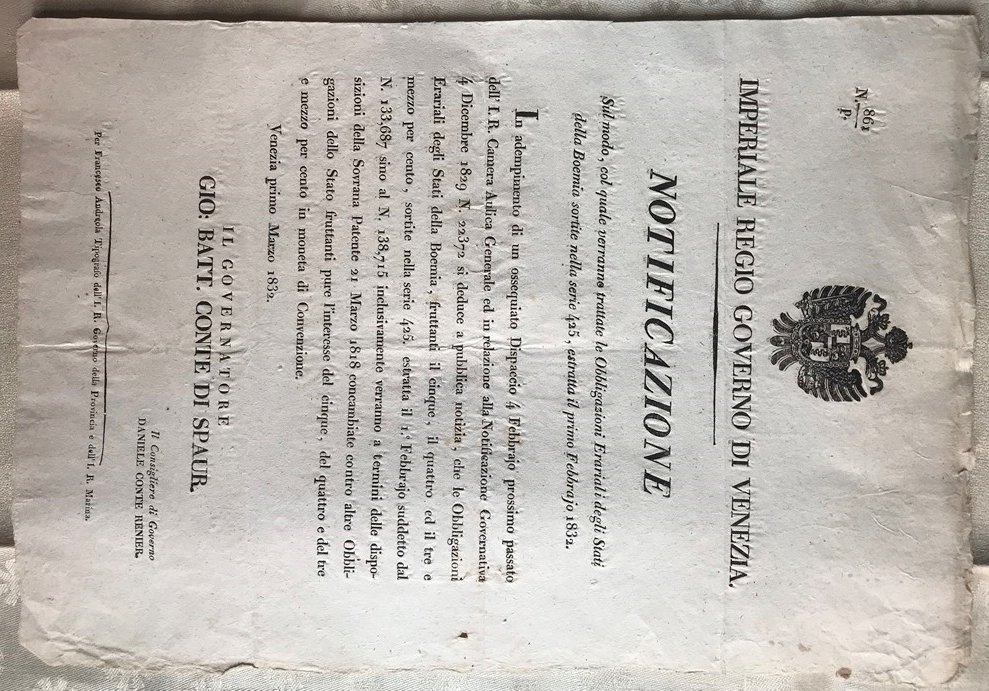 N. 861/P.
IMPERIALE REGIO GOVERNO DI VENEZIA.
NOTIFICAZIONE
Sul modo, col quale verranno trattate le Obbligazioni Erariali degli Stati
della Boemia sortite nella serie 425, estratta il primo Febbrajo 1832.
In adempimento di un ossequiato Dispaccio 4 Febbrajo prossimo passato
dell' I. R. Camera Aulica Generale ed in relazione alla Notificazione Governativa
4 Dicembre 1829 N. 22372 si deduce a pubblica notizia, che le Obbligazioni
Erariali degli Stati della Boemia, fruttanti il cinque, il quattro ed il tre e
mezzo per cento, sortite nella serie 425. estratta il 1.° Febbrajo suddetto dal
N. 133,687 sino al N. 138,715 inclusivamente verranno a termini delle dispo-
sizioni della Sovrana Patente 21 Marzo 1818 concambiate contro altre Obbli-
gazioni dello Stato fruttanti pure l'interesse del cinque, del quattro e del tre
e mezzo per cento in moneta di Convenzione.
Venezia primo Marzo 1832.
IL GOVERNATORE
GIO: BATT. CONTE DI SPAUR.
Il Consigliere di Governo
DANIELE CONTE RENIER.
Per Francesco Andreola Tipografo dell' I. R. Governo della Provincia e dell' I. R. Marina.